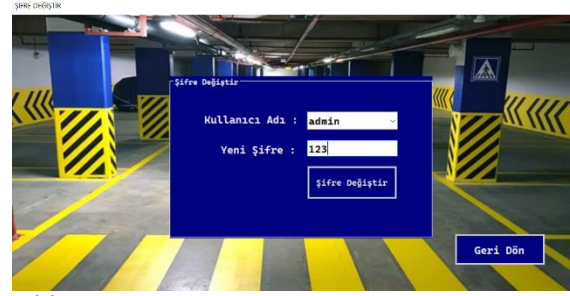 ŞİFRE DEĞİŞTİR
Şifre Değiştir
Kullanıcı Adı : admin
Yeni Şifre : 123
Şifre Değiştir
Geri Dön